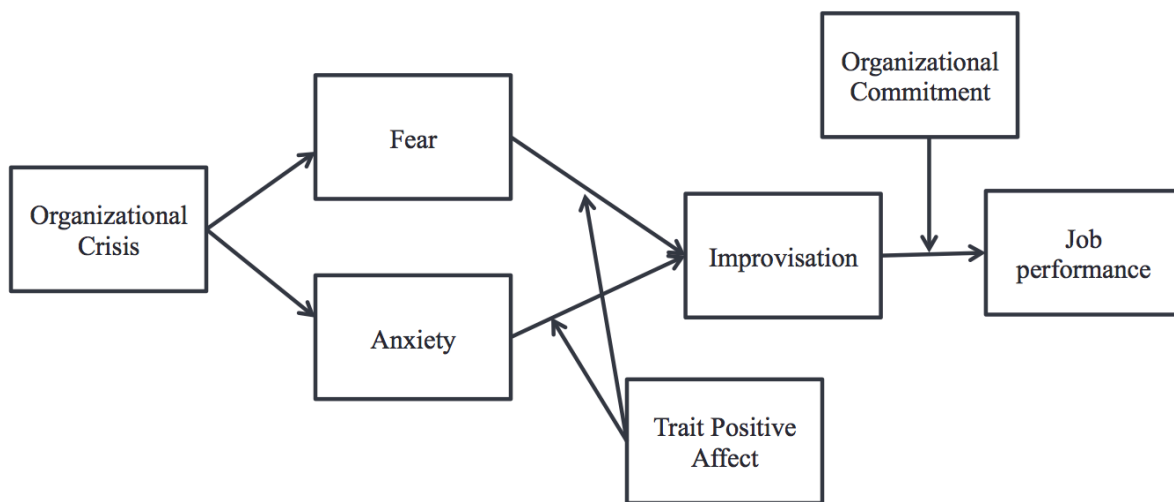 Organizational
Commitment
Fear
Organizational
Crisis
Improvisation
Job
performance
Anxiety
Trait Positive
Affect